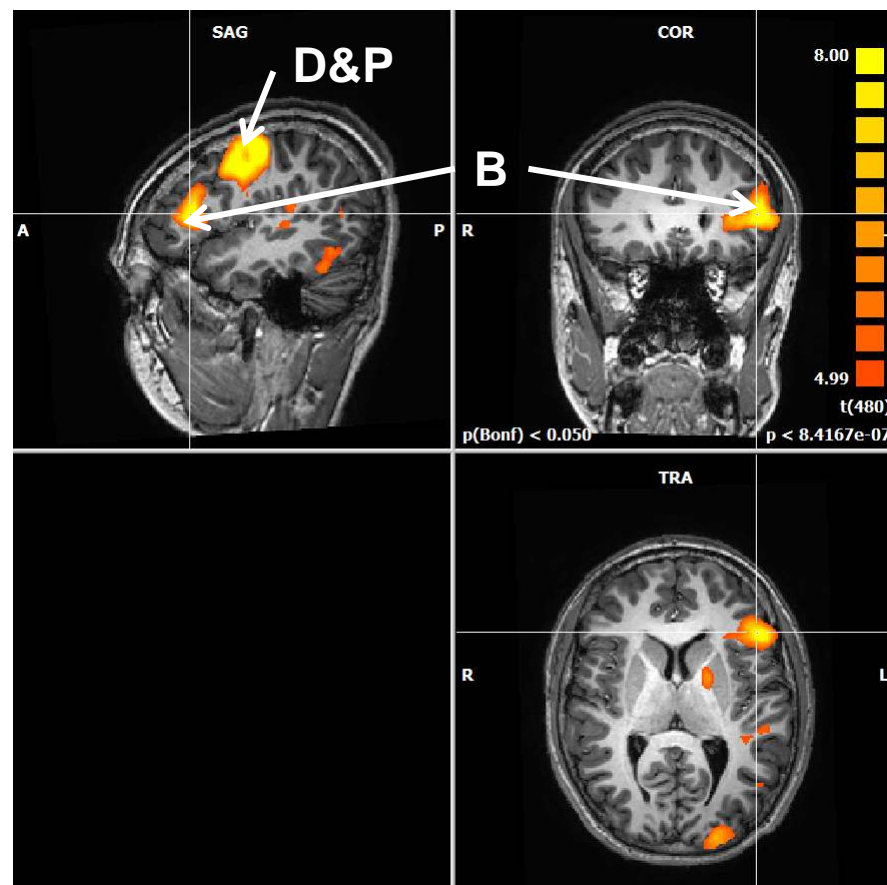 SAG
D&P
B
A
P
COR
8.00
R
4.99
t(480)
p(Bonf) < 0.050
p < 8.4167e-07
TRA
R
L